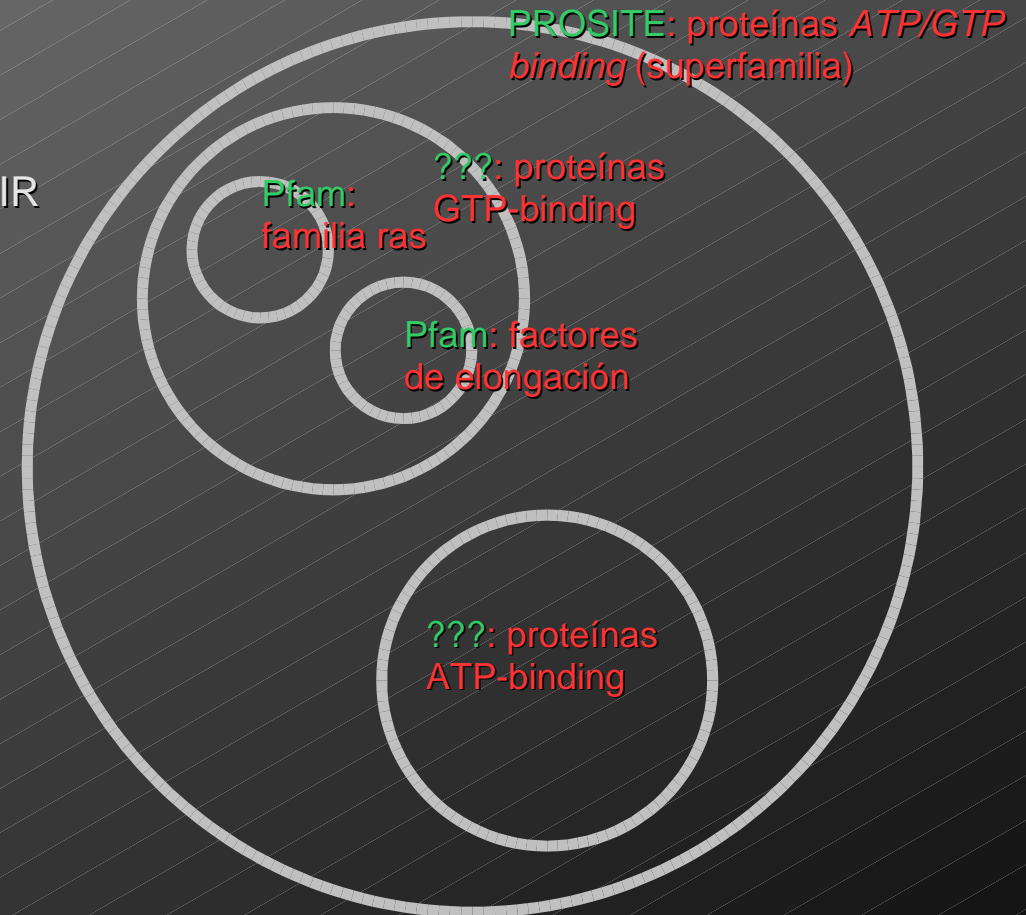 PROSITE: proteínas ATP/GTP
binding (superfamilia)
???: proteínas
GTP-binding
IR
Pfam:
familia ras
Pfam: factores
de elongación
???: proteínas
ATP-binding